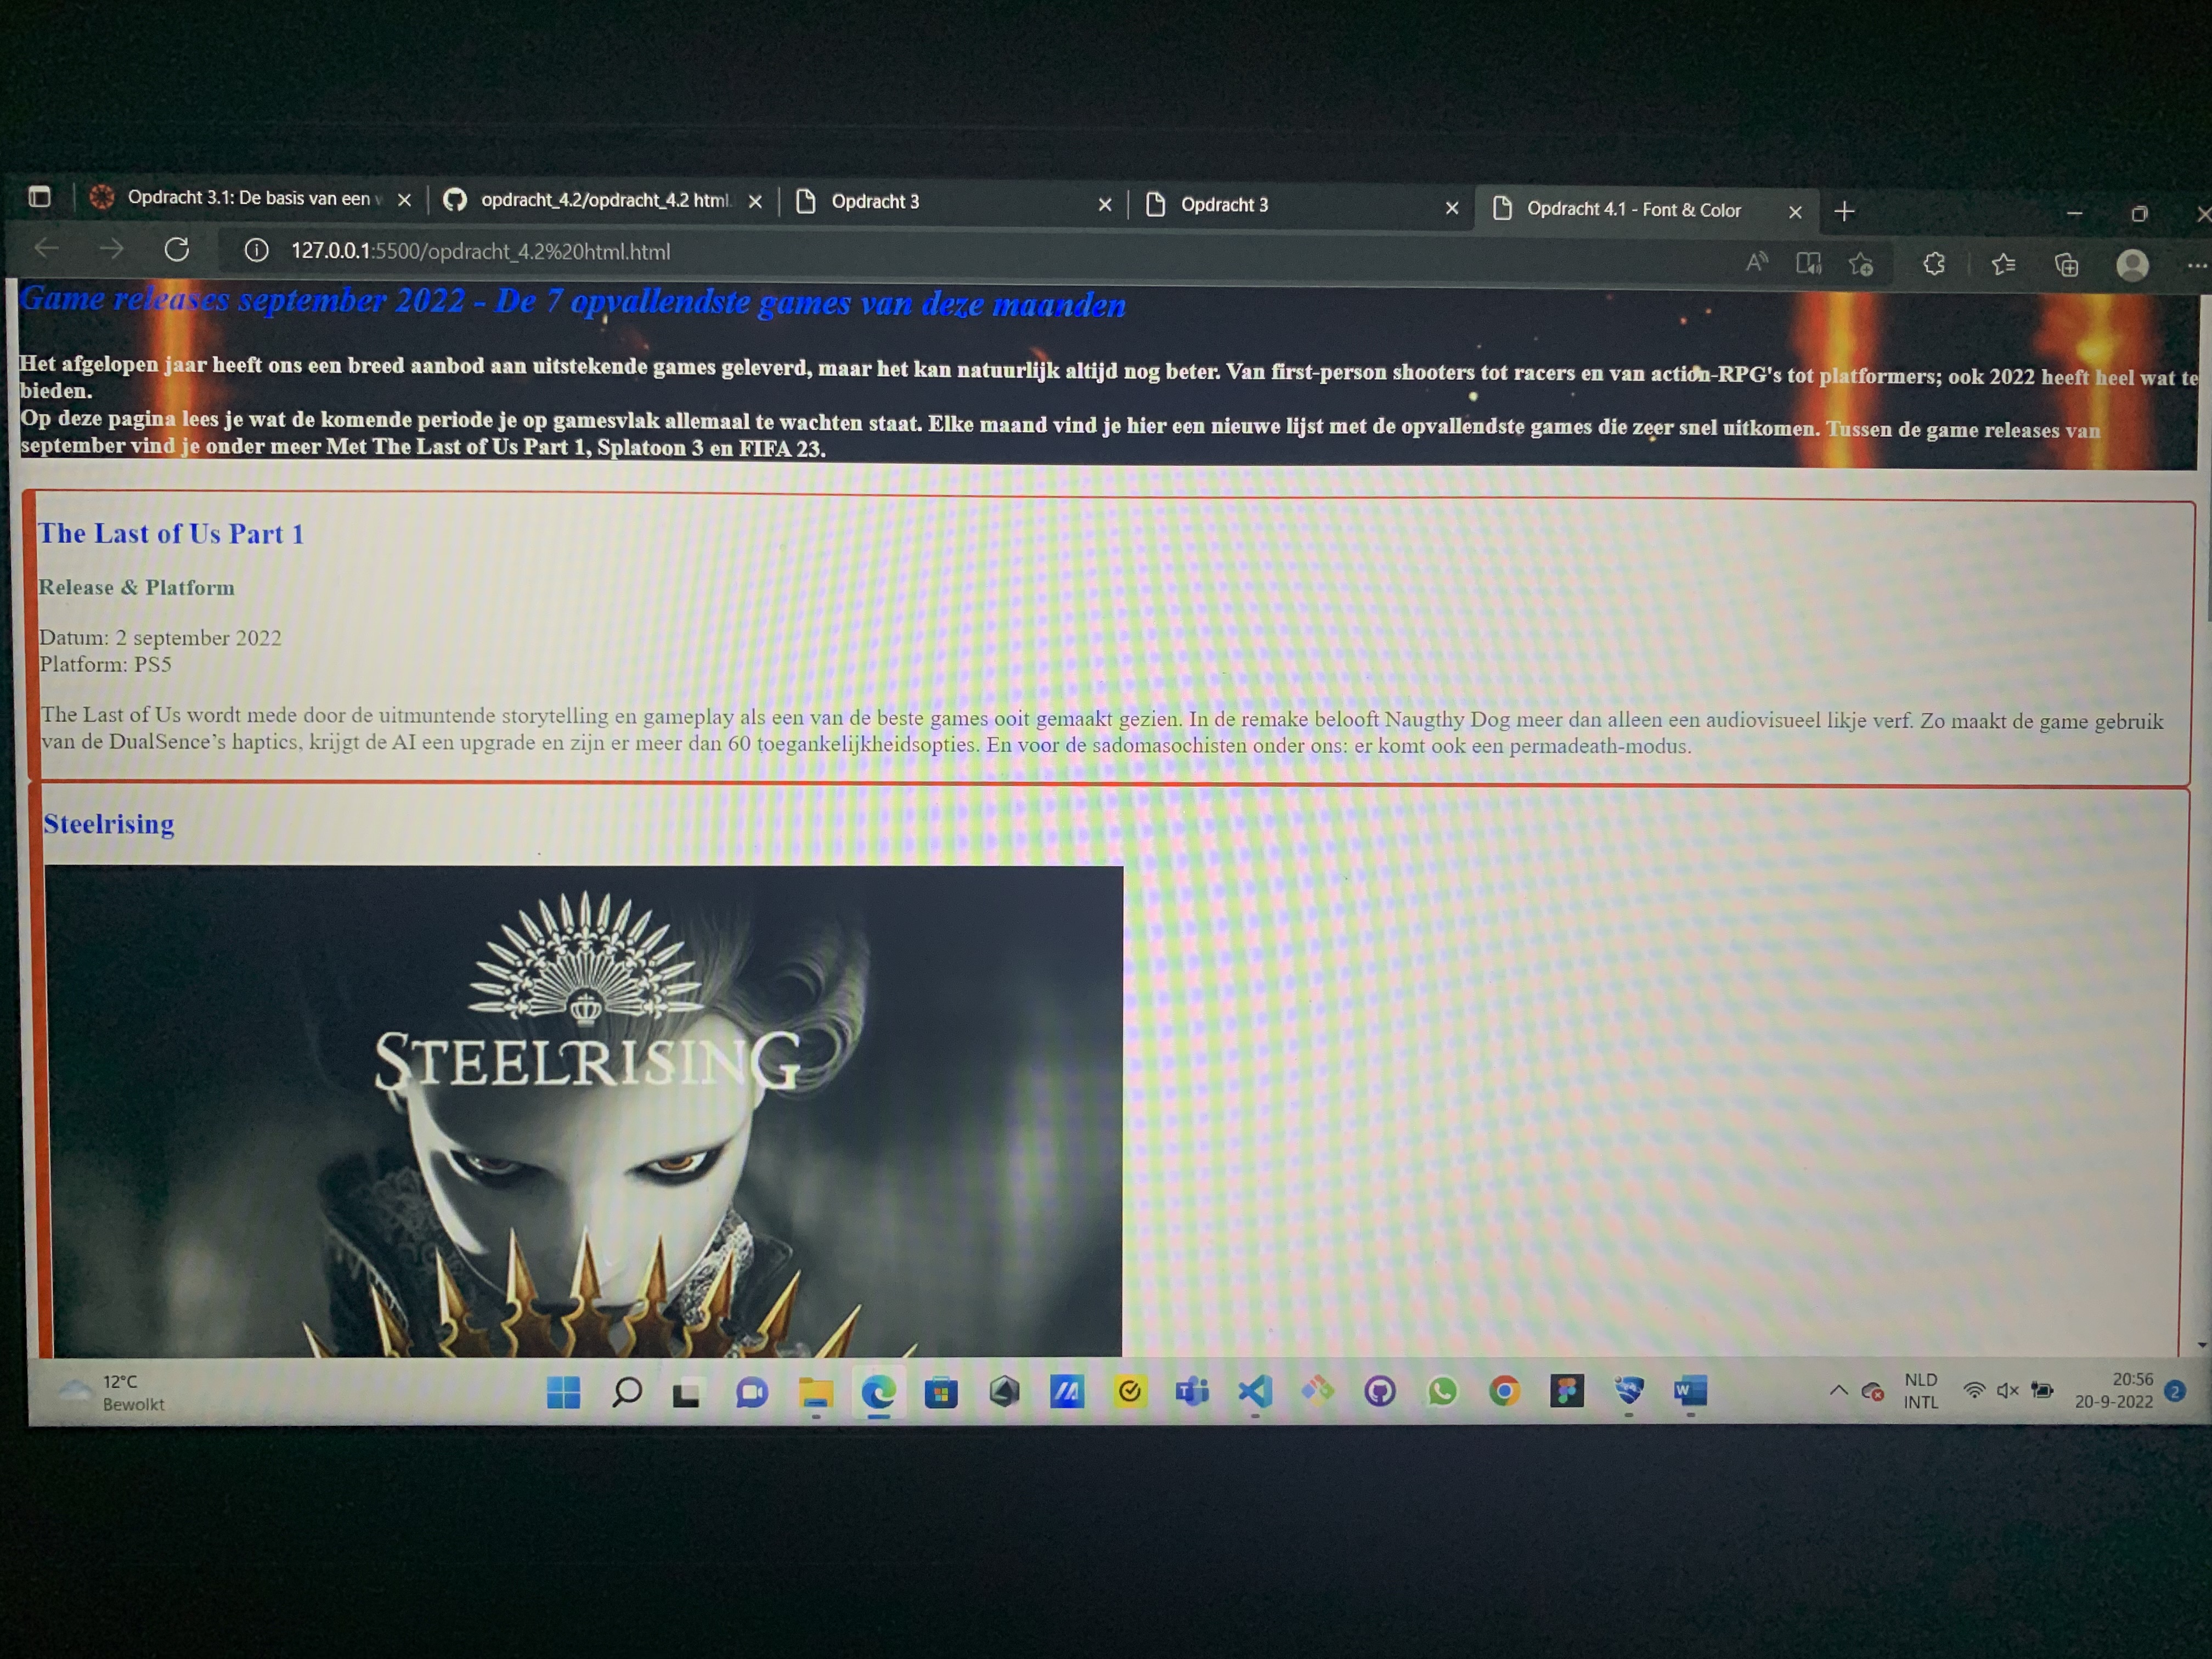 Opdracht 3.1: De basis van een
opdracht_4.2/opdracht_4.2 html.
Opdracht 3
Opdracht 3
Opdracht 4.1 - Font & Color
127.0.0.1:5500/opdracht_4.2%20html.html
Game releases september 2022 - De 7 opvallendste games van deze maanden
Het afgelopen jaar heeft ons een breed aanbod aan uitstekende games geleverd, maar het kan natuurlijk altijd nog beter. Van first-person shooters tot racers en van action-RPG's tot platformers; ook 2022 heeft heel wat te
bieden.
Op deze pagina lees je wat de komende periode je op gamesvlak allemaal te wachten staat. Elke maand vind je hier een nieuwe lijst met de opvallendste games die zeer snel uitkomen. Tussen de game releases van
september vind je onder meer Met The Last of Us Part 1, Splatoon 3 en FIFA 23.
The Last of Us Part 1
Release & Platform
Datum: 2 september 2022
Platform: PS5
The Last of Us wordt mede door de uitmuntende storytelling en gameplay als een van de beste games ooit gemaakt gezien. In de remake belooft Naugthy Dog meer dan alleen een audiovisueel likje verf. Zo maakt de game gebruik
van de DualSence’s haptics, krijgt de AI een upgrade en zijn er meer dan 60 toegankelijkheidsopties. En voor de sadomasochisten onder ons: er komt ook een permadeath-modus.
Steelrising
STEELRISING
12°C
Bewolkt
NLD
INTL
20:56
20-9-2022
2